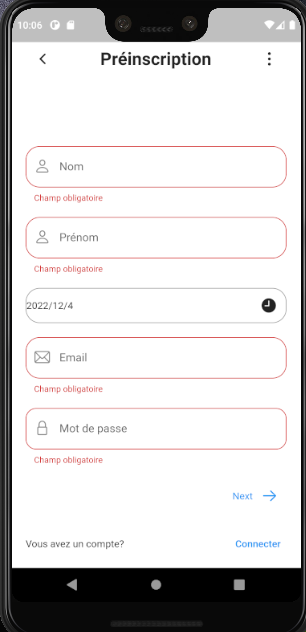 10:06
Préinscription
Nom
Champ obligatoire
Prénom
Champ obligatoire
2022/12/4
Email
Champ obligatoire
Mot de passe
Champ obligatoire
Next
Vous avez un compte? Connecter